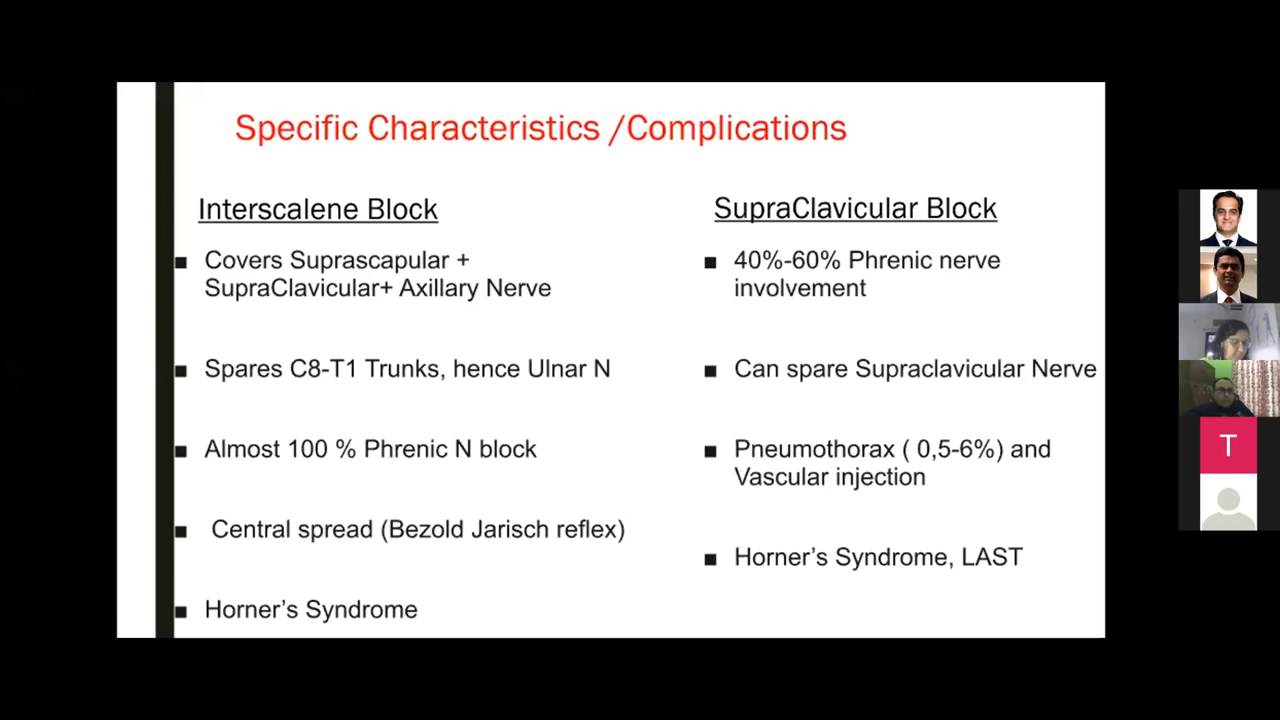 Specific Characteristics /Complications
Interscalene Block
Covers Suprascapular +
SupraClavicular+ Axillary Nerve
Spares C8-T1 Trunks, hence Ulnar N
Almost 100 % Phrenic N block
Central spread (Bezold Jarisch reflex)
Horner’s Syndrome
SupraClavicular Block
40%-60% Phrenic nerve
involvement
Can spare Supraclavicular Nerve
Pneumothorax ( 0,5-6%) and
Vascular injection
Horner’s Syndrome, LAST
T